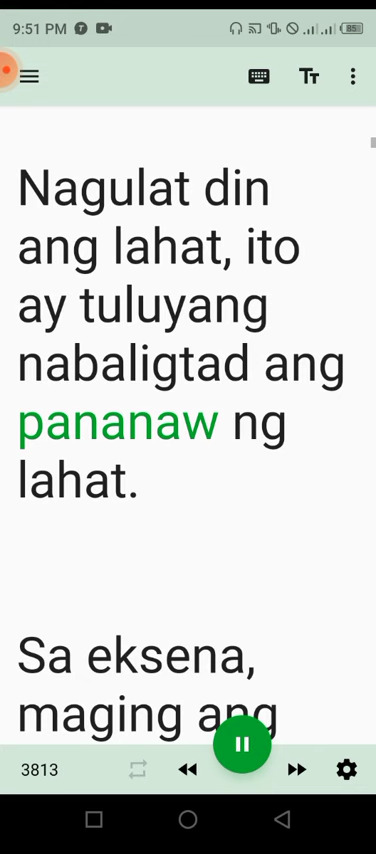 9:51 PM
85
Nagulat din
ang lahat, ito
ay tuluyang
nabaligtad ang
pananaw ng
lahat.
Sa eksena,
maging ang
3813